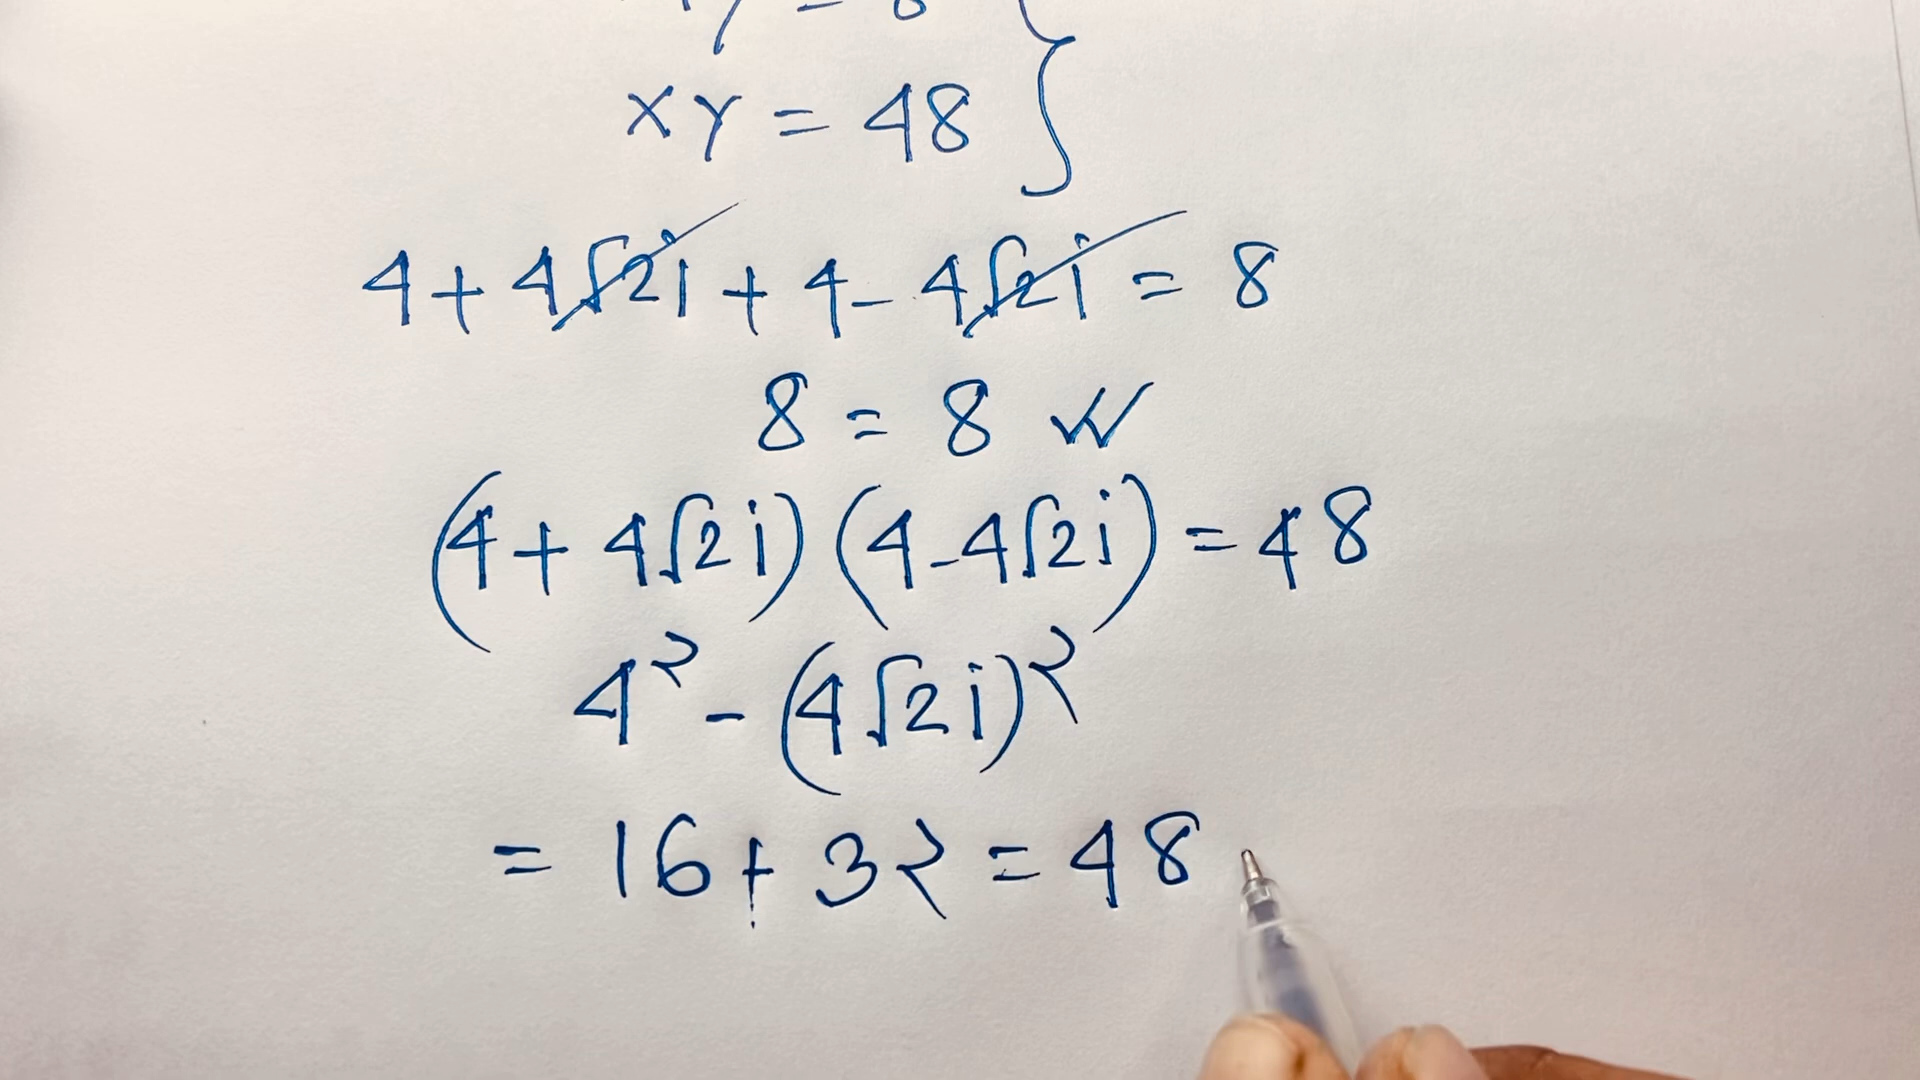 = 8
XY = 48 }
4 + 4√2i + 4 - 4√2i = 8
8 = 8 ✓✓
(4 + 4√2i)(4 - 4√2i) = 48
4² - (4√2i)²
= 16 + 32 = 48